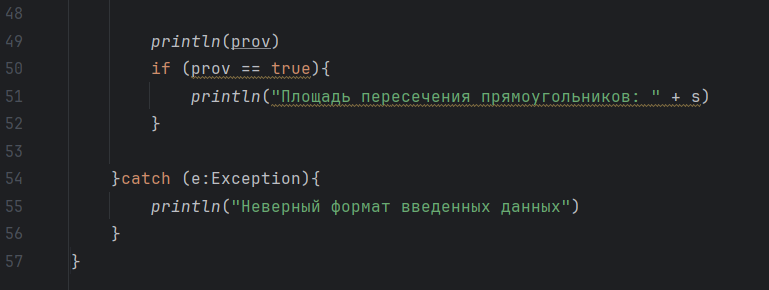 48
49 println(prov)
50 if (prov == true){
51 println("Площадь пересечения прямоугольников: " + s)
52 }
53
54 }catch (e:Exception){
55 println("Неверный формат введенных данных")
56 }
57 }